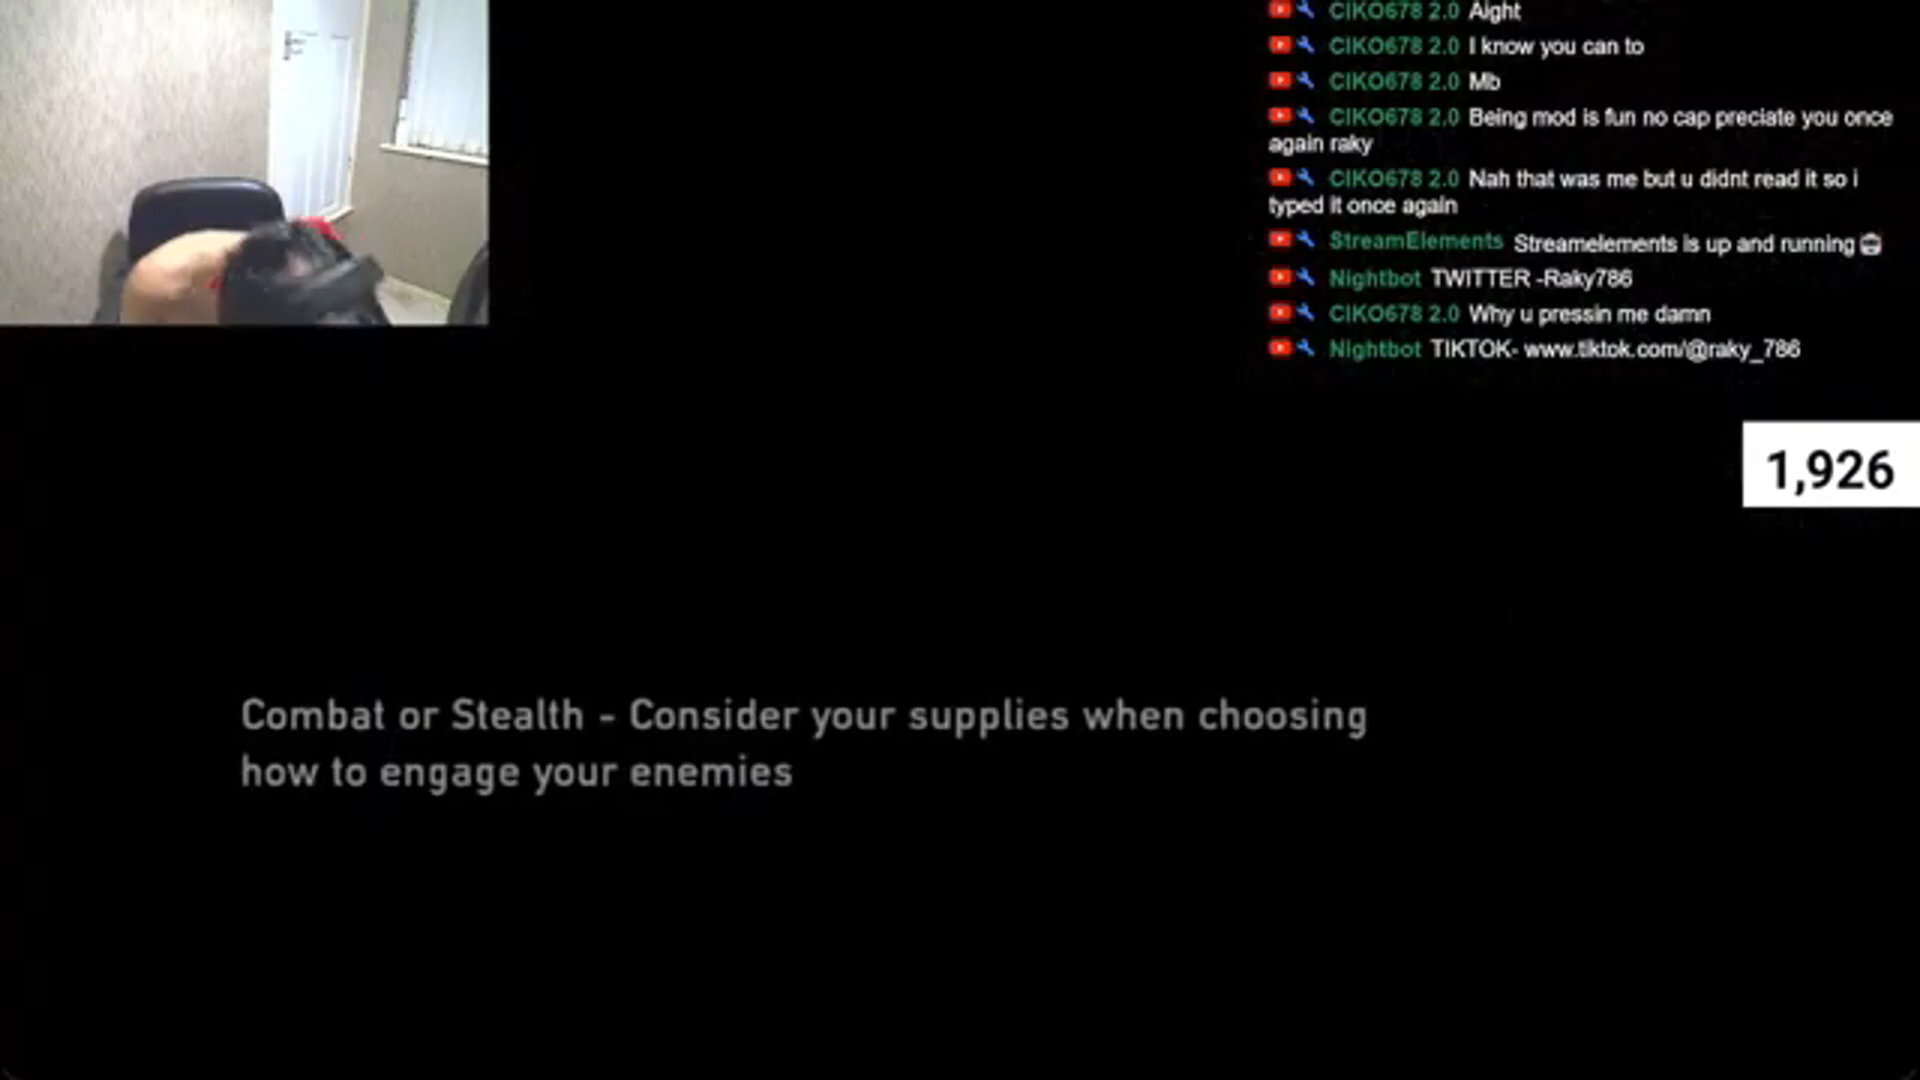 CIKO678 2.0 Aight
CIKO678 2.0 I know you can to
CIKO678 2.0 Mb
CIKO678 2.0 Being mod is fun no cap preciate you once
again raky
CIKO678 2.0 Nah that was me but u didnt read it so i
typed it once again
StreamElements Streamelements is up and running
Nightbot TWITTER -Raky786
CIKO678 2.0 Why u pressin me damn
Nightbot TIKTOK- www.tiktok.com/@raky_786
1,926
Combat or Stealth - Consider your supplies when choosing
how to engage your enemies